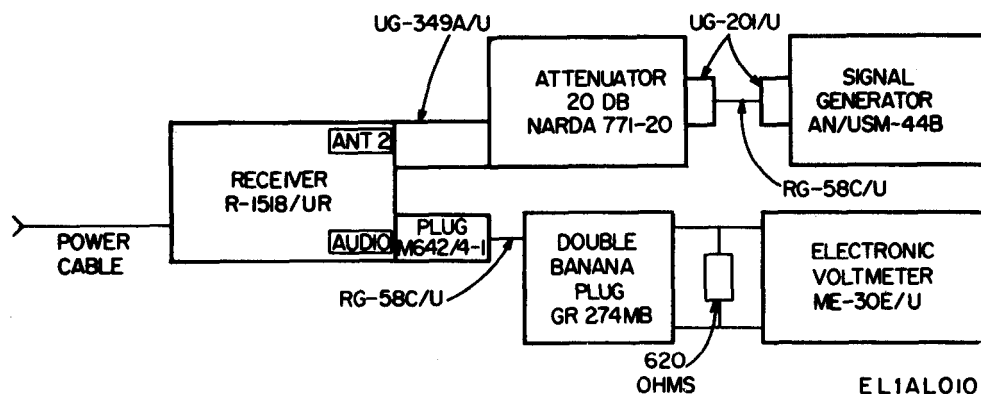 UG-349A/U
UG-201/U
ATTENUATOR
20 DB
NARDA 771-20
SIGNAL
GENERATOR
AN/USM-44B
ANT 2
RECEIVER
R-1518/UR
RG-58C/U
AUDIO
PLUG
M642/4-1
POWER
CABLE
RG-58C/U
DOUBLE
BANANA
PLUG
GR 274MB
ELECTRONIC
VOLTMETER
ME-30E/U
620
OHMS
EL1AL010